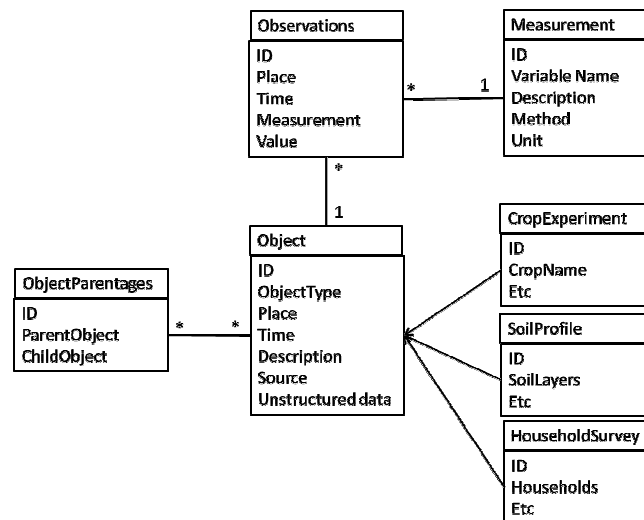 Observations
ID
Place
Time
Measurement
Value
Measurement
ID
Variable Name
Description
Method
Unit
*
1
*
1
Object
ID
ObjectType
Place
Time
Description
Source
Unstructured data
ObjectParentages
ID
ParentObject
ChildObject
*
*
CropExperiment
ID
CropName
Etc
SoilProfile
ID
SoilLayers
Etc
HouseholdSurvey
ID
Households
Etc